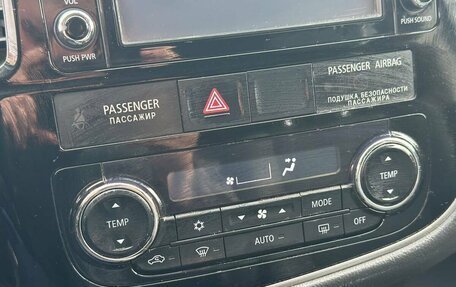 VOL
PUSH PWR
PUSH SOUND
PASSENGER
ПАССАЖИР
PASSENGER AIRBAG
ПОДУШКА БЕЗОПАСНОСТИ
ПАССАЖИРА
TEMP
MODE
TEMP
AUTO
OFF